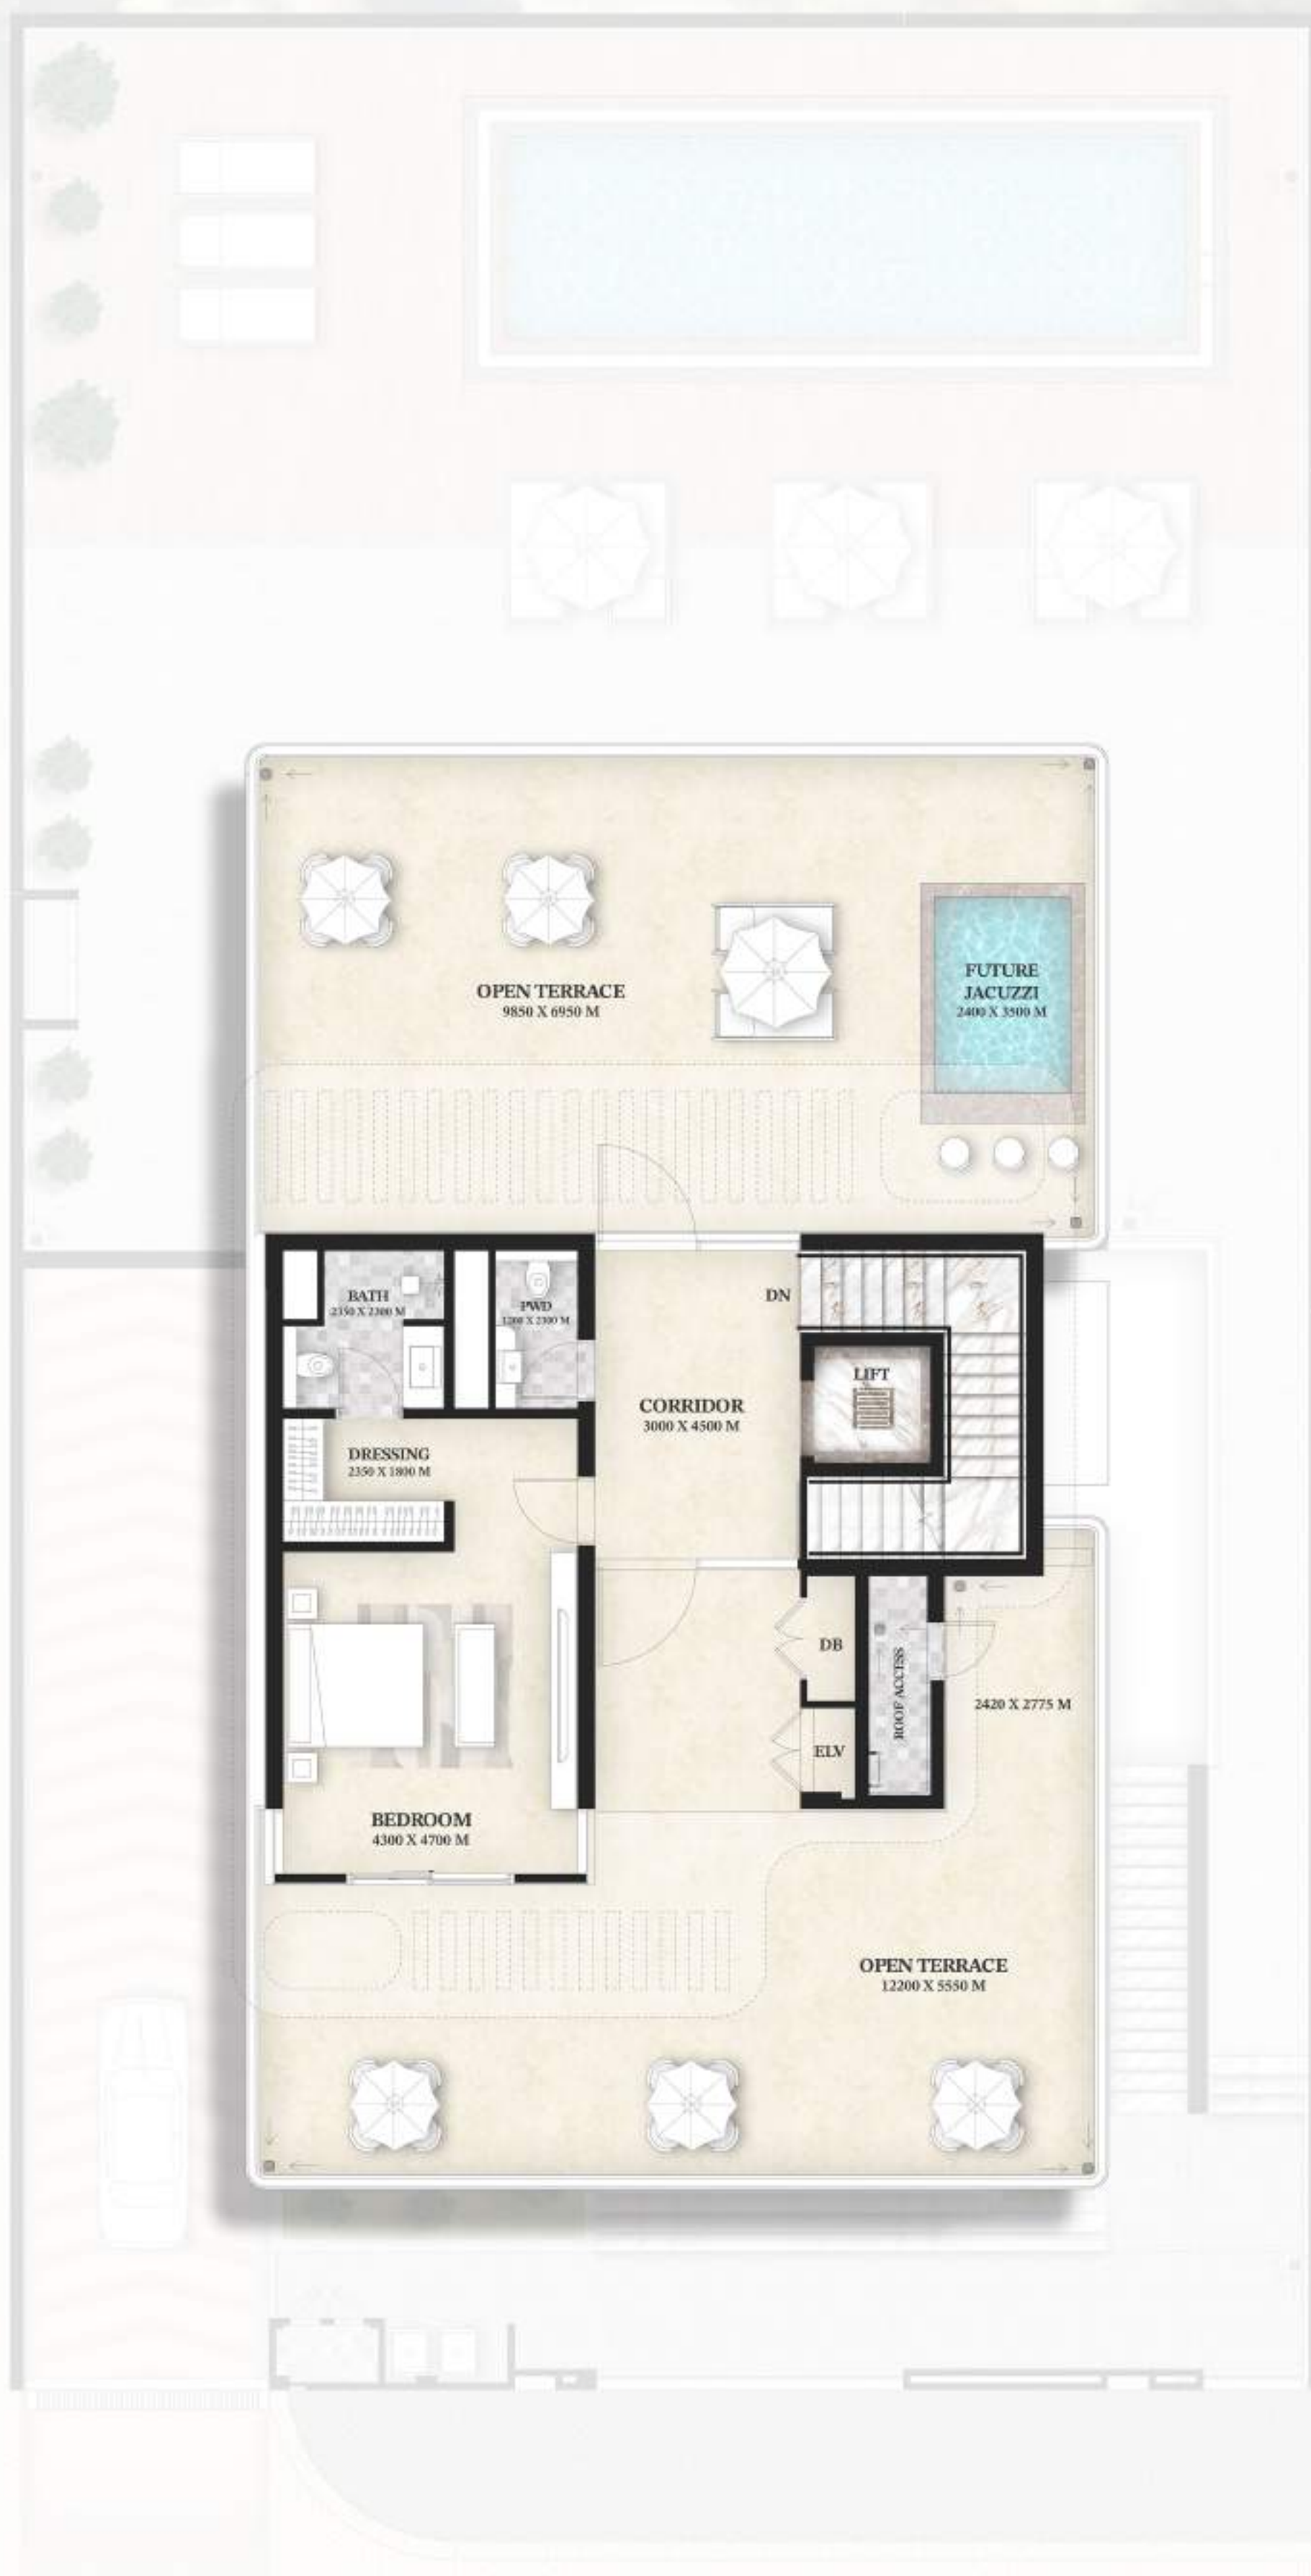 OPEN TERRACE
9850 X 6950 M
FUTURE
JACUZZI
2400 X 3500 M
BATH
2350 X 2300 M
PWD
1200 X 2300 M
DN
LIFT
CORRIDOR
3000 X 4500 M
DRESSING
2350 X 1800 M
DB
ROOF ACCESS
2420 X 2775 M
ELV
BEDROOM
4300 X 4700 M
OPEN TERRACE
12200 X 5550 M